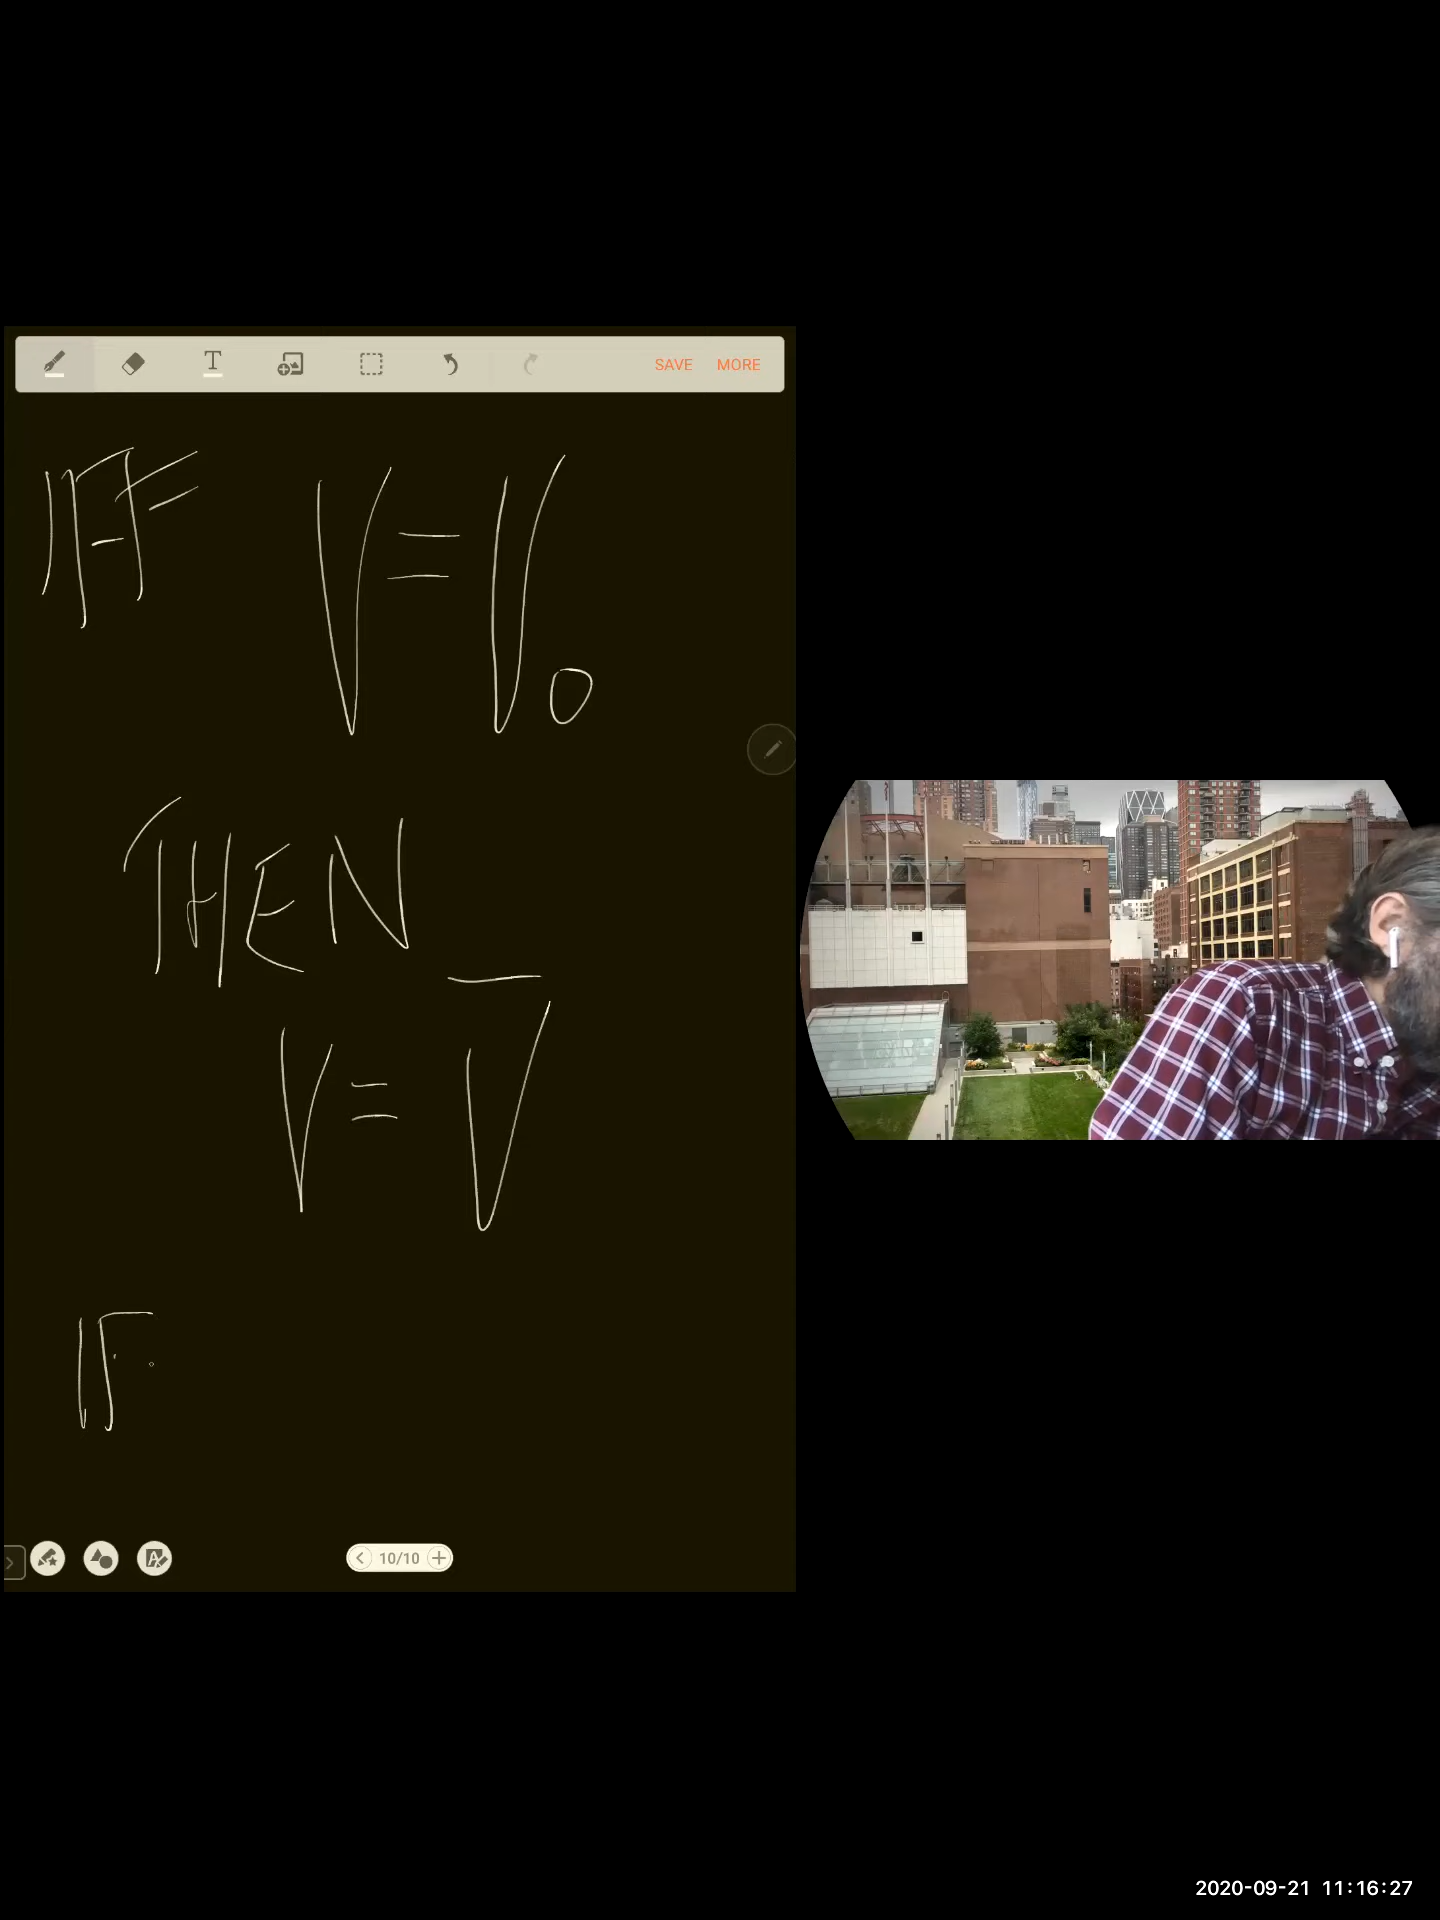 T
SAVE MORE
IFF V = V₀
THEN
V = V̅
IF
A
10/10
2020-09-21 11:16:27